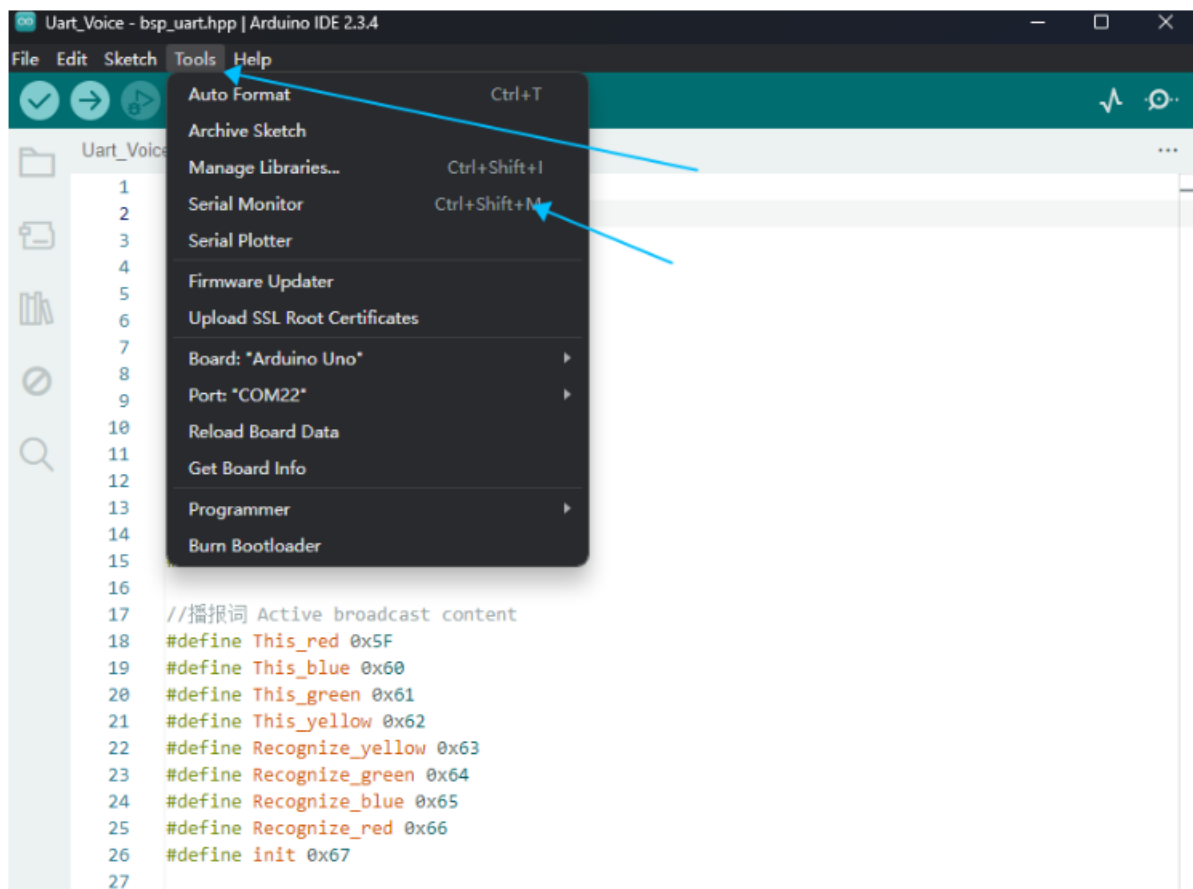 Uart_Voice - bsp_uart.hpp | Arduino IDE 2.3.4
File Edit Sketch Tools Help
Auto Format Ctrl+T
Archive Sketch
Uart_Voice
Manage Libraries... Ctrl+Shift+I
Serial Monitor Ctrl+Shift+M
Serial Plotter
Firmware Updater
Upload SSL Root Certificates
Board: "Arduino Uno"
Port: "COM22"
Reload Board Data
Get Board Info
Programmer
Burn Bootloader
1
2
3
4
5
6
7
8
9
10
11
12
13
14
15
16
17 //播报词 Active broadcast content
18 #define This_red 0x5F
19 #define This_blue 0x60
20 #define This_green 0x61
21 #define This_yellow 0x62
22 #define Recognize_yellow 0x63
23 #define Recognize_green 0x64
24 #define Recognize_blue 0x65
25 #define Recognize_red 0x66
26 #define init 0x67
27